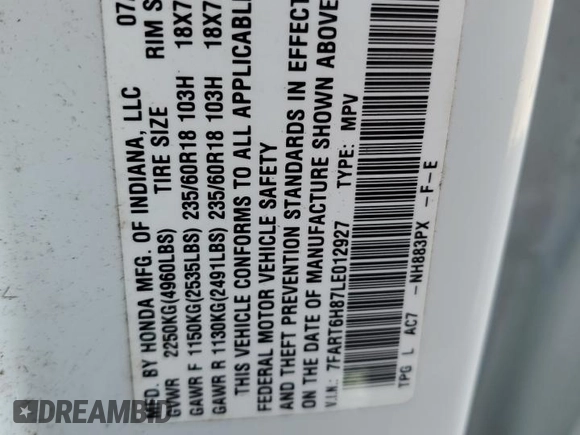 MFD. BY HONDA MFG. OF INDIANA, LLC 07
GVWR 2250KG(4960LBS) TIRE SIZE RIM S
GAWR F 1150KG(2535LBS) 235/60R18 103H 18X7
GAWR R 1130KG(2491LBS) 235/60R18 103H 18X7
THIS VEHICLE CONFORMS TO ALL APPLICABLE
FEDERAL MOTOR VEHICLE SAFETY
AND THEFT PREVENTION STANDARDS IN EFFECT
ON THE DATE OF MANUFACTURE SHOWN ABOVE
V.I.N.: 7FART6H87LE012927 TYPE: MPV
TPG L AC7 -NH883PX -F-E
AUTOBIDCAR